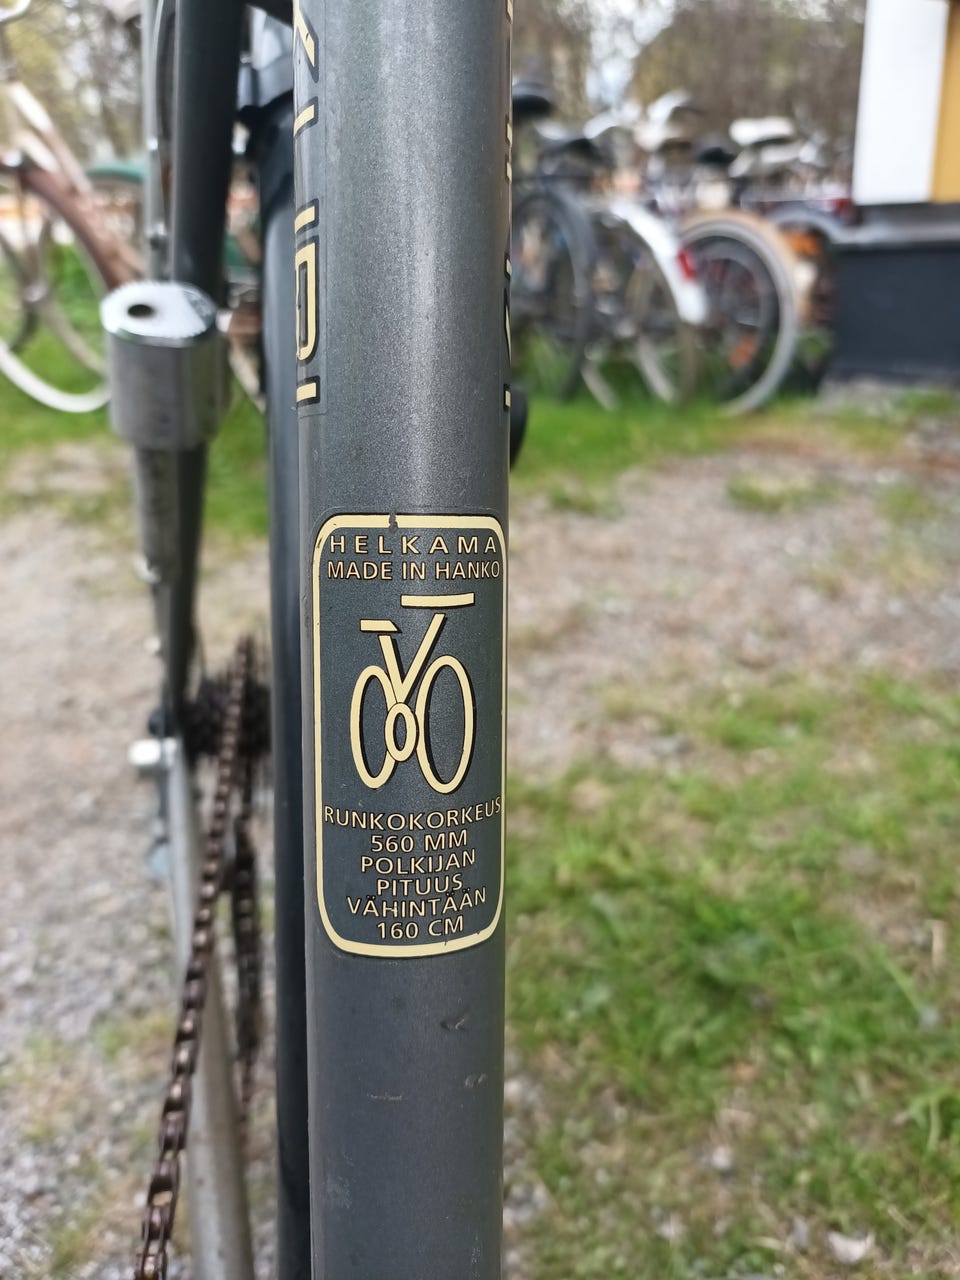 HELKAMA
MADE IN HANKO
RUNKOKORKEUS
560 MM
POLKIJAN
PITUUS
VÄHINTÄÄN
160 CM